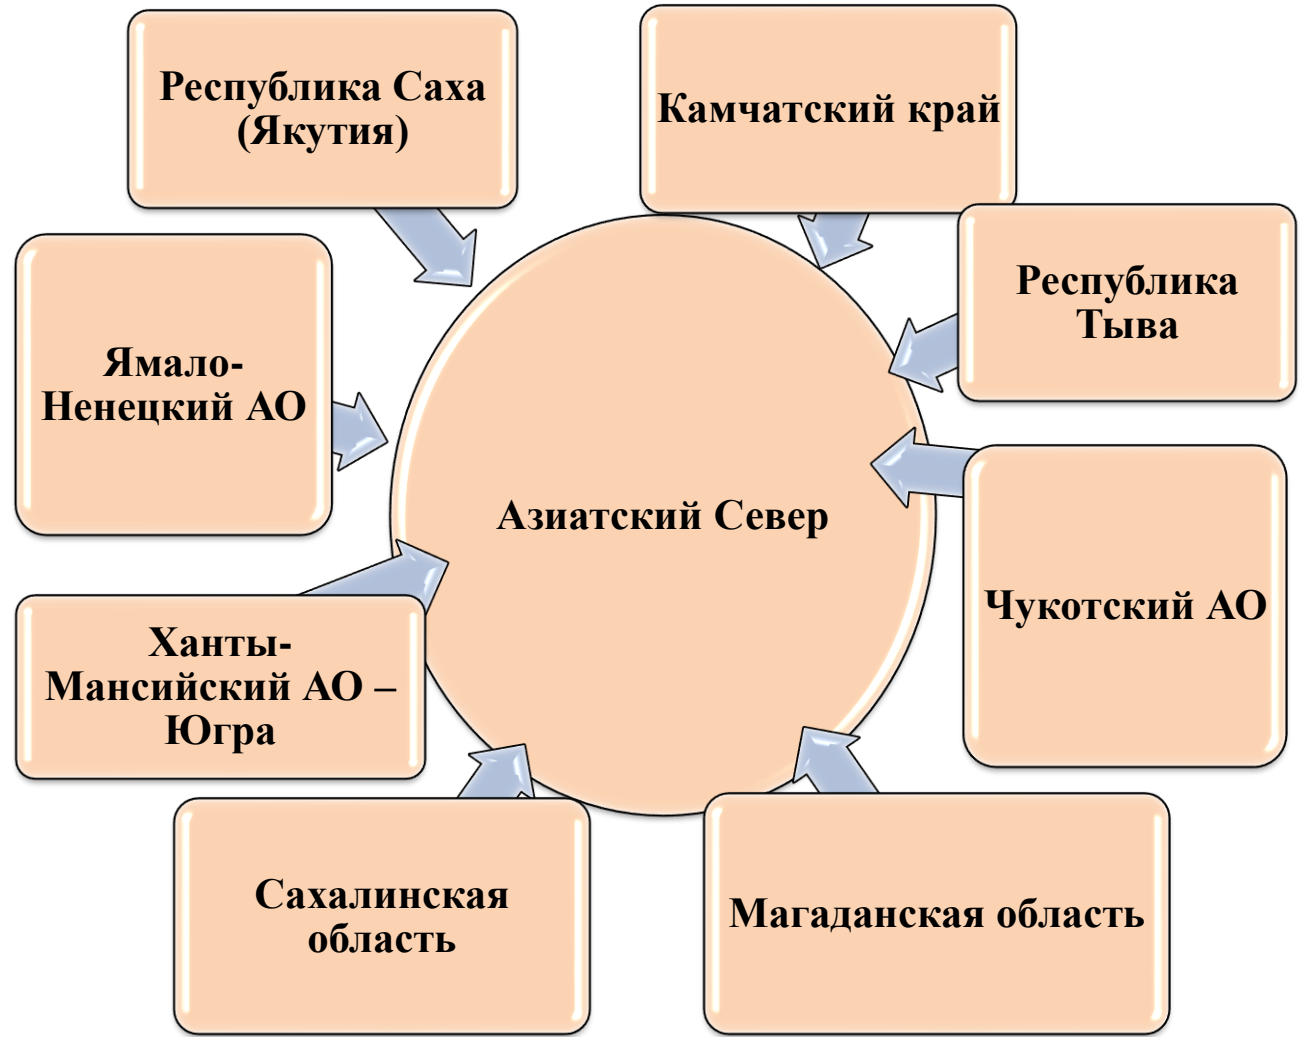 Республика Саха
(Якутия)
Камчатский край
Республика
Тыва
Ямало-
Ненецкий АО
Азиатский Север
Чукотский АО
Ханты-
Мансийский АО –
Югра
Сахалинская
область
Магаданская область